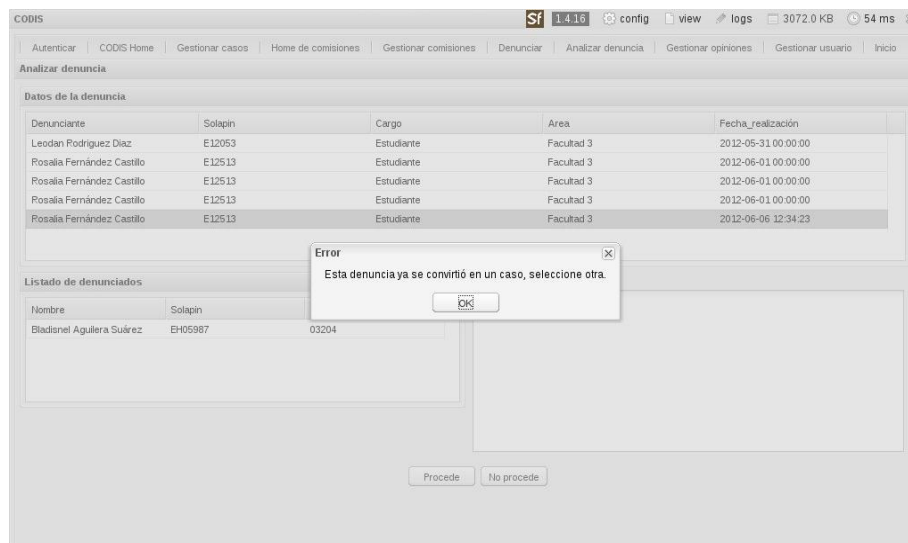 CODIS Sf 1.4.16 config view logs 3072.0 KB 54 ms
Autenticar CODIS Home Gestionar casos Home de comisiones Gestionar comisiones Denunciar Analizar denuncia Gestionar opiniones Gestionar usuario Inicio
Analizar denuncia
Datos de la denuncia
Denunciante Solapin Cargo Area Fecha_realización
Leodan Rodriguez Diaz E12053 Estudiante Facultad 3 2012-05-31 00:00:00
Rosalia Fernández Castillo E12513 Estudiante Facultad 3 2012-06-01 00:00:00
Rosalia Fernández Castillo E12513 Estudiante Facultad 3 2012-06-01 00:00:00
Rosalia Fernández Castillo E12513 Estudiante Facultad 3 2012-06-01 00:00:00
Rosalia Fernández Castillo E12513 Estudiante Facultad 3 2012-06-06 12:34:23
Error
Esta denuncia ya se convirtió en un caso, seleccione otra.
OK
Listado de denunciados
Nombre Solapin
Bladisnel Aguilera Suárez EH05987 03204
Procede No procede